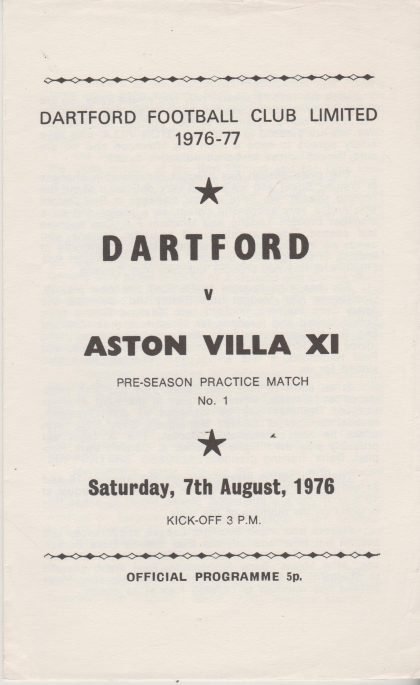 DARTFORD FOOTBALL CLUB LIMITED
1976-77
DARTFORD
v
ASTON VILLA XI
PRE-SEASON PRACTICE MATCH
No. 1
Saturday, 7th August, 1976
KICK-OFF 3 P.M.
OFFICIAL PROGRAMME 5p.